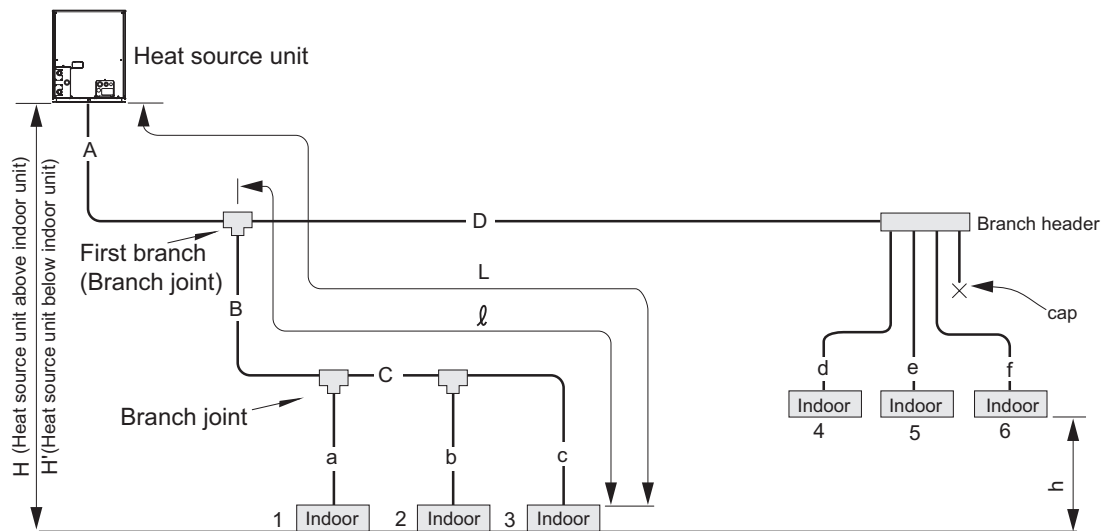 Heat source unit
A
D
Branch header
First branch
(Branch joint)
L
cap
B
ℓ
H (Heat source unit above indoor unit)
H'(Heat source unit below indoor unit)
d
e
f
C
Indoor
Indoor
Indoor
Branch joint
4
5
6
a
b
c
h
1
Indoor
2
Indoor
3
Indoor